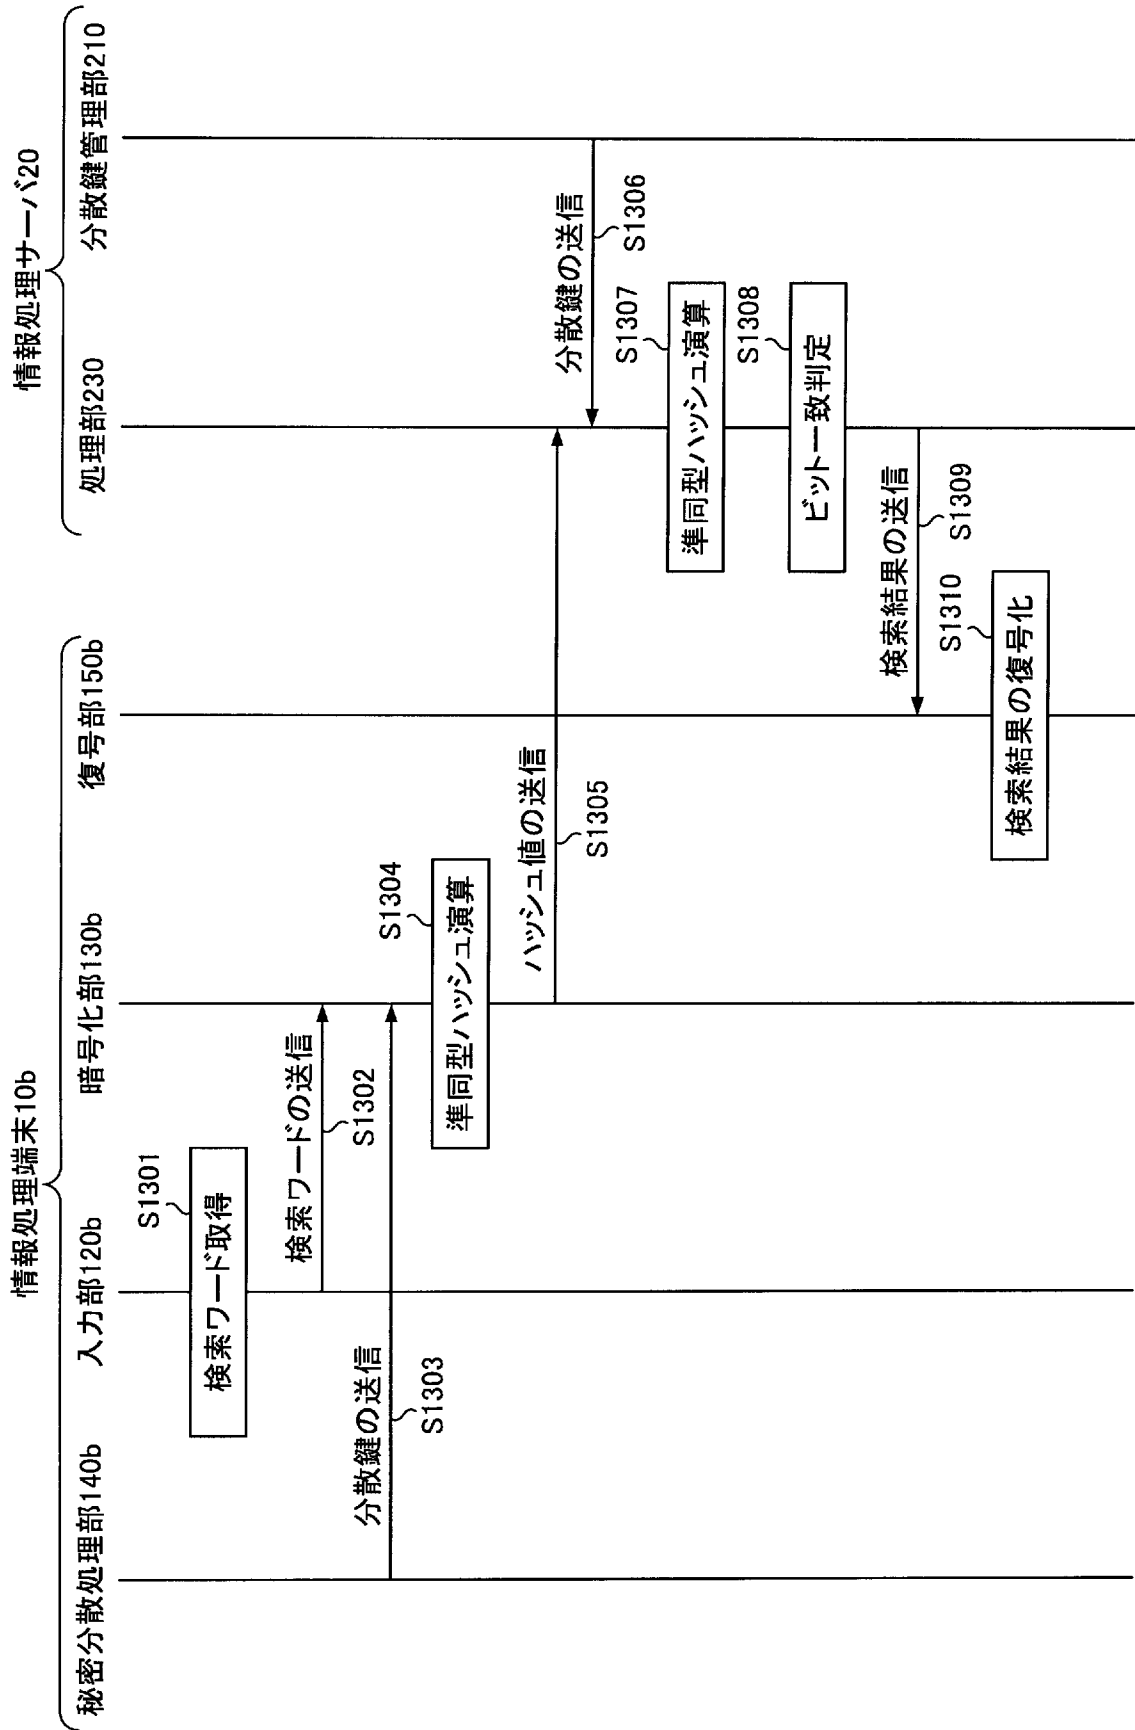 情報処理端末10b
情報処理サーバ20
秘密分散処理部140b
入力部120b
暗号化部130b
復号部150b
処理部230
分散鍵管理部210
S1301
検索ワード取得
検索ワードの送信
S1302
分散鍵の送信
S1303
S1304
準同型ハッシュ演算
ハッシュ値の送信
S1305
分散鍵の送信
S1306
S1307
準同型ハッシュ演算
S1308
ビット一致判定
検索結果の送信
S1309
S1310
検索結果の復号化